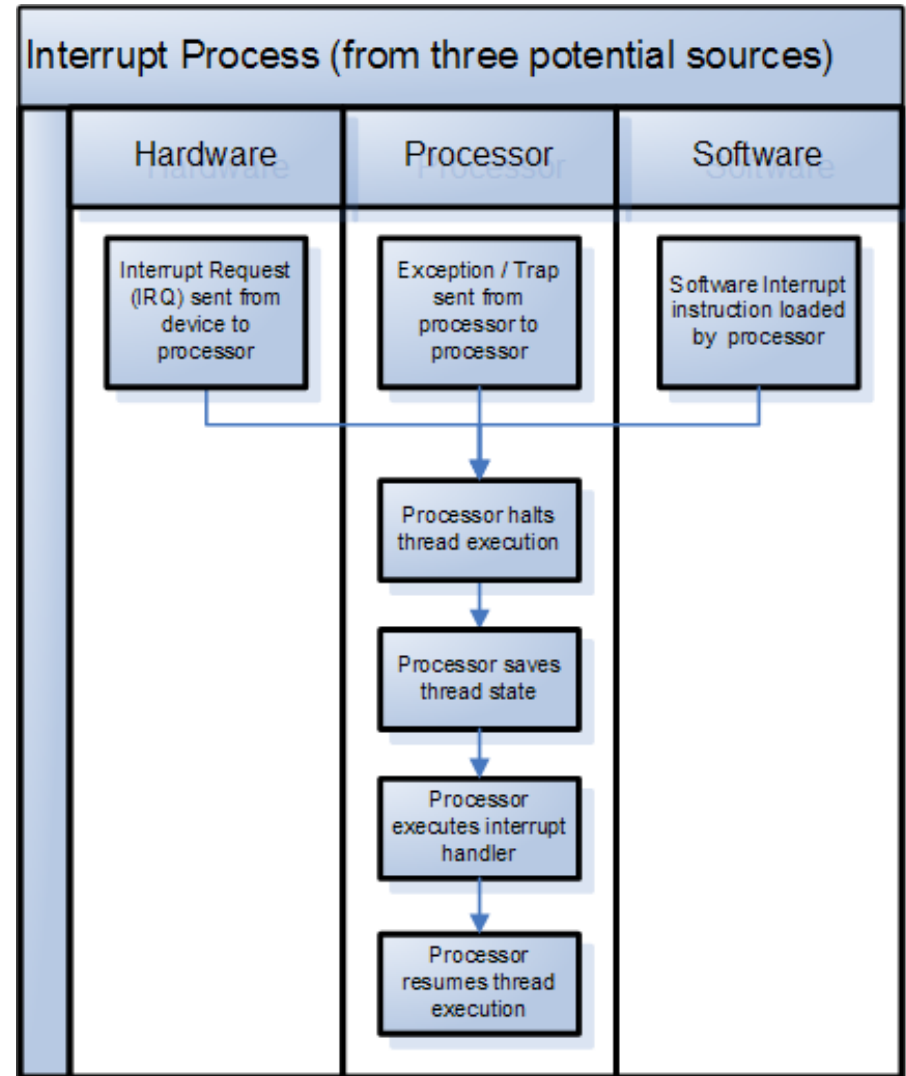 Interrupt Process (from three potential sources)
Hardware
Processor
Software
Interrupt Request
(IRQ) sent from
device to
processor
Exception / Trap
sent from
processor to
processor
Software Interrupt
instruction loaded
by processor
Processor halts
thread execution
Processor saves
thread state
Processor
executes interrupt
handler
Processor
resumes thread
execution